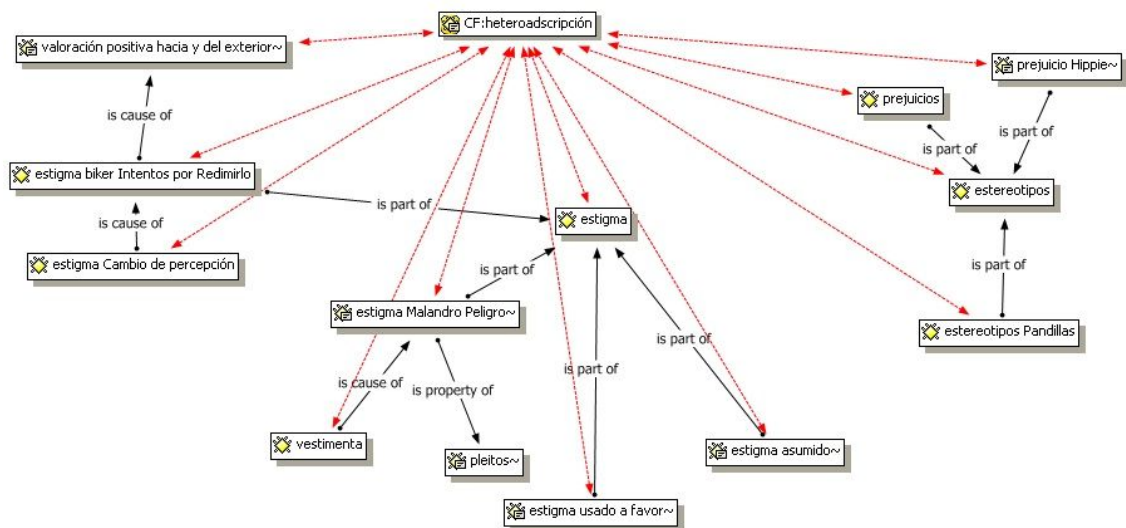 CF:heteroadscripción
valoración positiva hacia y del exterior~
prejuicio Hippie~
prejuicios
is cause of
is part of
is part of
estigma biker Intentos por Redimirlo
estereotipos
is part of
estigma
is cause of
estigma Cambio de percepción
is part of
is part of
estigma Malandro Peligro~
estereotipos Pandillas
is part of
is part of
is cause of
is property of
vestimenta
pleitos~
estigma asumido~
estigma usado a favor~